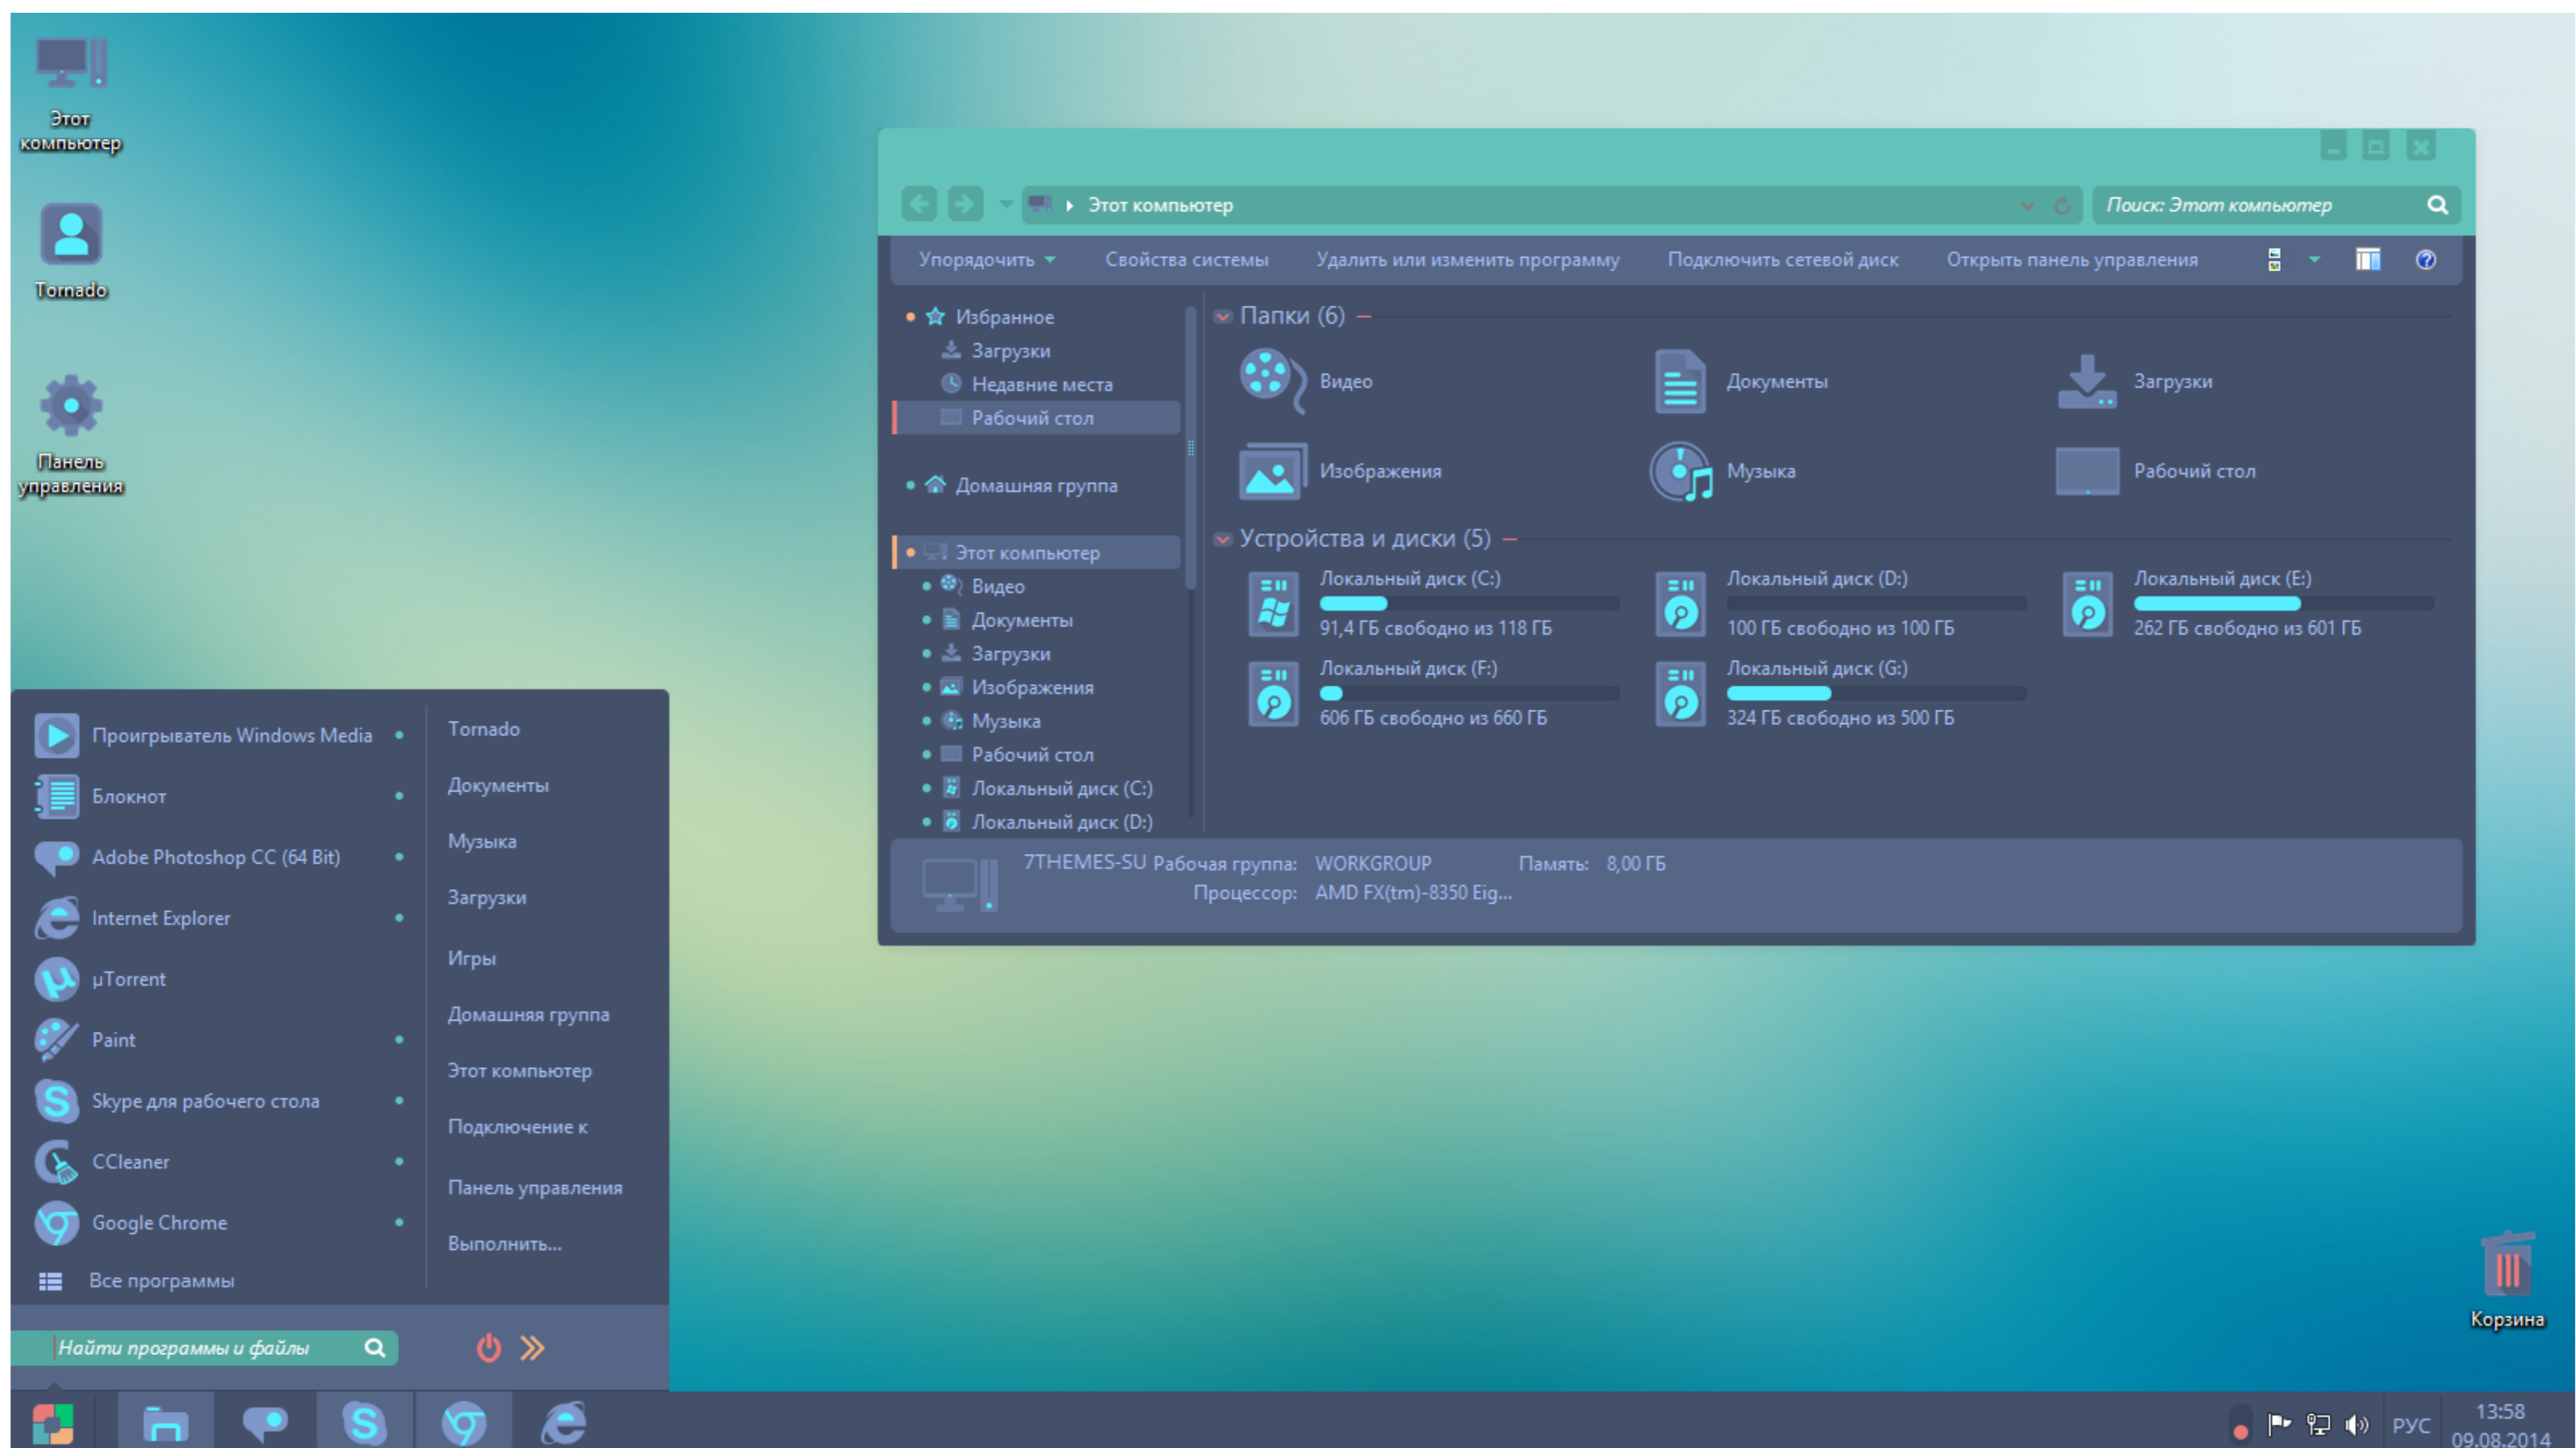 Этот
компьютер
Tornado
Панель
управления
Этот компьютер
Поиск: Этот компьютер
Упорядочить
Свойства системы
Удалить или изменить программу
Подключить сетевой диск
Открыть панель управления
Избранное
Загрузки
Недавние места
Рабочий стол
Домашняя группа
Этот компьютер
Видео
Документы
Загрузки
Изображения
Музыка
Рабочий стол
Локальный диск (C:)
Локальный диск (D:)
Папки (6)
Видео
Документы
Загрузки
Изображения
Музыка
Рабочий стол
Устройства и диски (5)
Локальный диск (C:)
91,4 ГБ свободно из 118 ГБ
Локальный диск (D:)
100 ГБ свободно из 100 ГБ
Локальный диск (E:)
262 ГБ свободно из 601 ГБ
Локальный диск (F:)
606 ГБ свободно из 660 ГБ
Локальный диск (G:)
324 ГБ свободно из 500 ГБ
7THEMES-SU Рабочая группа: WORKGROUP Память: 8,00 ГБ
Процессор: AMD FX(tm)-8350 Eig...
Проигрыватель Windows Media
Блокнот
Adobe Photoshop CC (64 Bit)
Internet Explorer
µTorrent
Paint
Skype для рабочего стола
CCleaner
Google Chrome
Все программы
Найти программы и файлы
Tornado
Документы
Музыка
Загрузки
Игры
Домашняя группа
Этот компьютер
Подключение к
Панель управления
Выполнить...
Корзина
РУС
13:58
09.08.2014